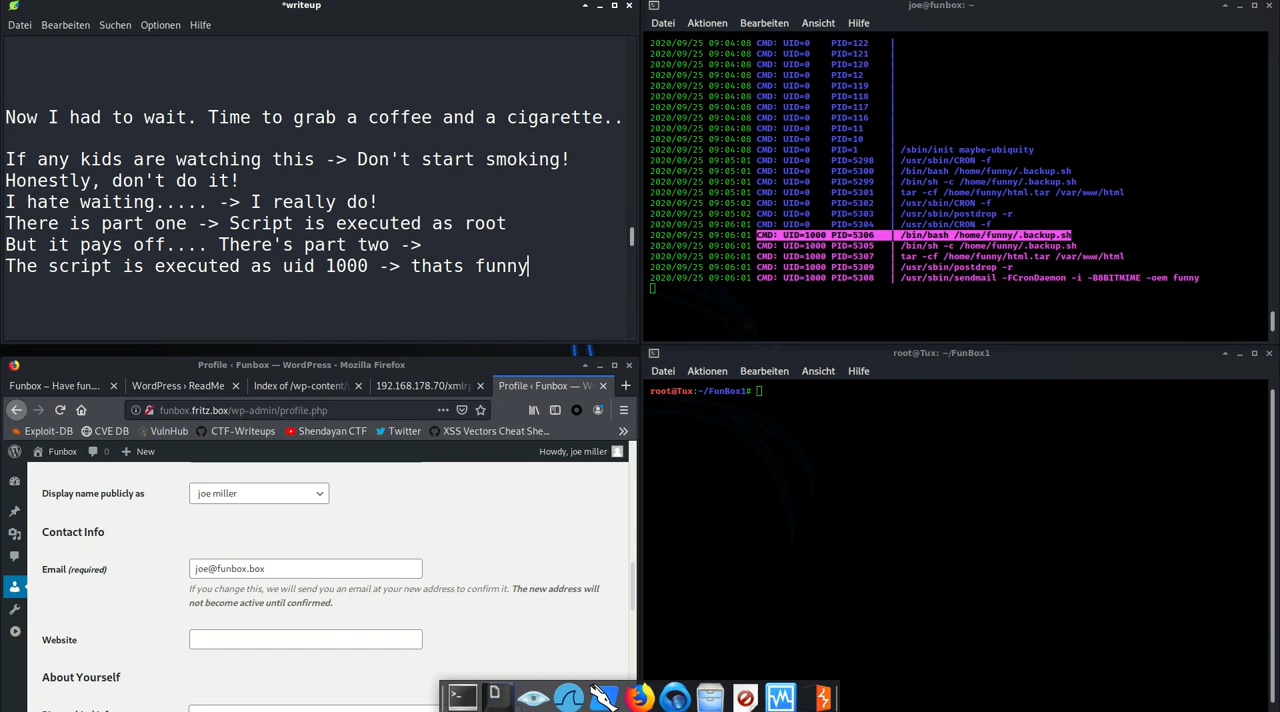 *writeup
Datei Bearbeiten Suchen Optionen Hilfe
Now I had to wait. Time to grab a coffee and a cigarette..
If any kids are watching this -> Don't start smoking!
Honestly, don't do it!
I hate waiting..... -> I really do!
There is part one -> Script is executed as root
But it pays off.... There's part two ->
The script is executed as uid 1000 -> thats funny
joe@funbox: ~
Datei Aktionen Bearbeiten Ansicht Hilfe
2020/09/25 09:04:08 CMD: UID=0 PID=122 |
2020/09/25 09:04:08 CMD: UID=0 PID=121 |
2020/09/25 09:04:08 CMD: UID=0 PID=120 |
2020/09/25 09:04:08 CMD: UID=0 PID=12 |
2020/09/25 09:04:08 CMD: UID=0 PID=119 |
2020/09/25 09:04:08 CMD: UID=0 PID=118 |
2020/09/25 09:04:08 CMD: UID=0 PID=117 |
2020/09/25 09:04:08 CMD: UID=0 PID=116 |
2020/09/25 09:04:08 CMD: UID=0 PID=11 |
2020/09/25 09:04:08 CMD: UID=0 PID=10 |
2020/09/25 09:04:08 CMD: UID=0 PID=1 | /sbin/init maybe-ubiquity
2020/09/25 09:05:01 CMD: UID=0 PID=5298 | /usr/sbin/CRON -f
2020/09/25 09:05:01 CMD: UID=0 PID=5300 | /bin/bash /home/funny/.backup.sh
2020/09/25 09:05:01 CMD: UID=0 PID=5299 | /bin/sh -c /home/funny/.backup.sh
2020/09/25 09:05:01 CMD: UID=0 PID=5301 | tar -cf /home/funny/html.tar /var/www/html
2020/09/25 09:05:02 CMD: UID=0 PID=5302 | /usr/sbin/CRON -f
2020/09/25 09:05:02 CMD: UID=0 PID=5303 | /usr/sbin/postdrop -r
2020/09/25 09:06:01 CMD: UID=0 PID=5304 | /usr/sbin/CRON -f
2020/09/25 09:06:01 CMD: UID=1000 PID=5306 | /bin/bash /home/funny/.backup.sh
2020/09/25 09:06:01 CMD: UID=1000 PID=5305 | /bin/sh -c /home/funny/.backup.sh
2020/09/25 09:06:01 CMD: UID=1000 PID=5307 | tar -cf /home/funny/html.tar /var/www/html
2020/09/25 09:06:01 CMD: UID=1000 PID=5309 | /usr/sbin/postdrop -r
2020/09/25 09:06:01 CMD: UID=1000 PID=5308 | /usr/sbin/sendmail -FCronDaemon -i -B8BITMIME -oem funny
Profile ‹ Funbox — WordPress - Mozilla Firefox
Funbox – Have fun.... WordPress › ReadMe Index of /wp-content/u 192.168.178.70/xmlrp Profile ‹ Funbox — W
funbox.fritz.box/wp-admin/profile.php
Exploit-DB CVE DB VulnHub CTF-Writeups Shendayan CTF Twitter XSS Vectors Cheat She...
Funbox 0 New Howdy, joe miller
Display name publicly as joe miller
Contact Info
Email (required) joe@funbox.box
If you change this, we will send you an email at your new address to confirm it. The new address will
not become active until confirmed.
Website
About Yourself
root@Tux: ~/FunBox1
Datei Aktionen Bearbeiten Ansicht Hilfe
root@Tux:~/FunBox1#